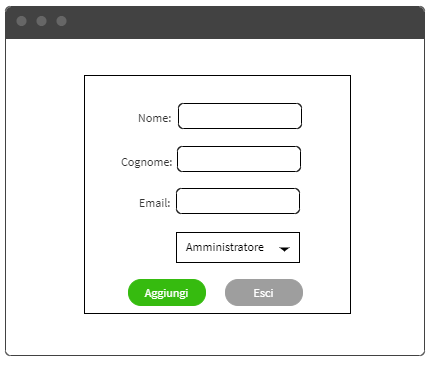 Nome:
Cognome:
Email:
Amministratore
Aggiungi Esci